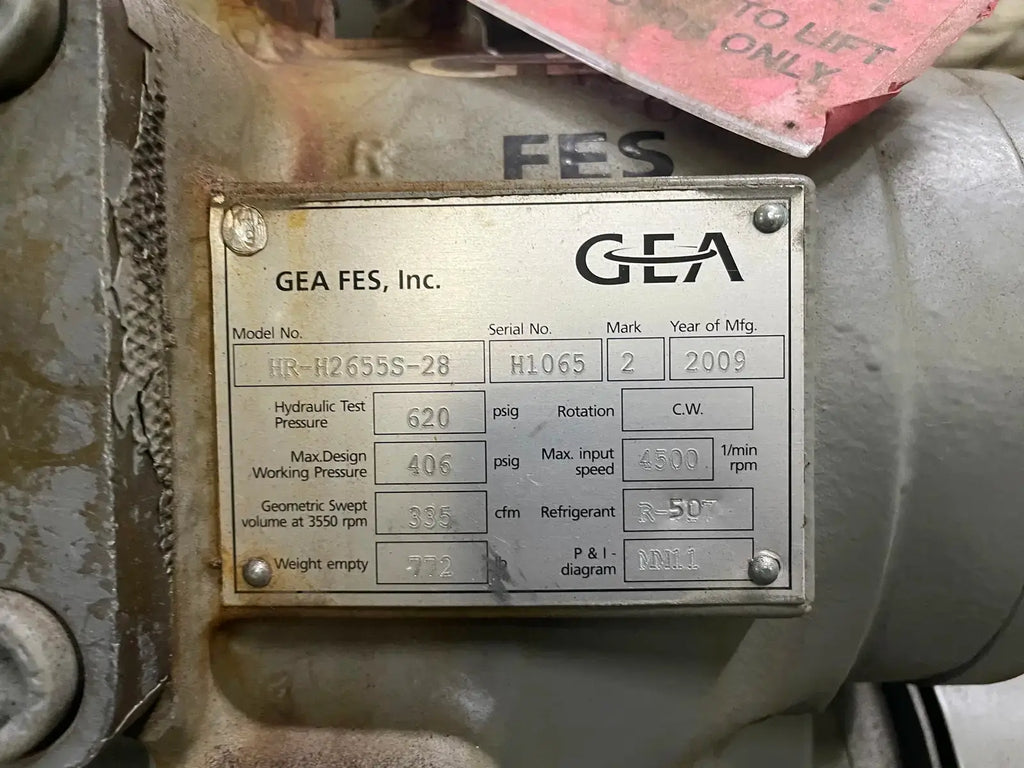 TO LIFT
OR ONLY
FES
GEA
GEA FES, Inc.
Model No. Serial No. Mark Year of Mfg.
HR-H2655S-28 H1065 2 2009
Hydraulic Test Pressure 620 psig Rotation C.W.
Max.Design Working Pressure 406 psig Max. input speed 4500 1/min rpm
Geometric Swept volume at 3550 rpm 335 cfm Refrigerant
Weight empty 772 lb P & I - diagram MM11